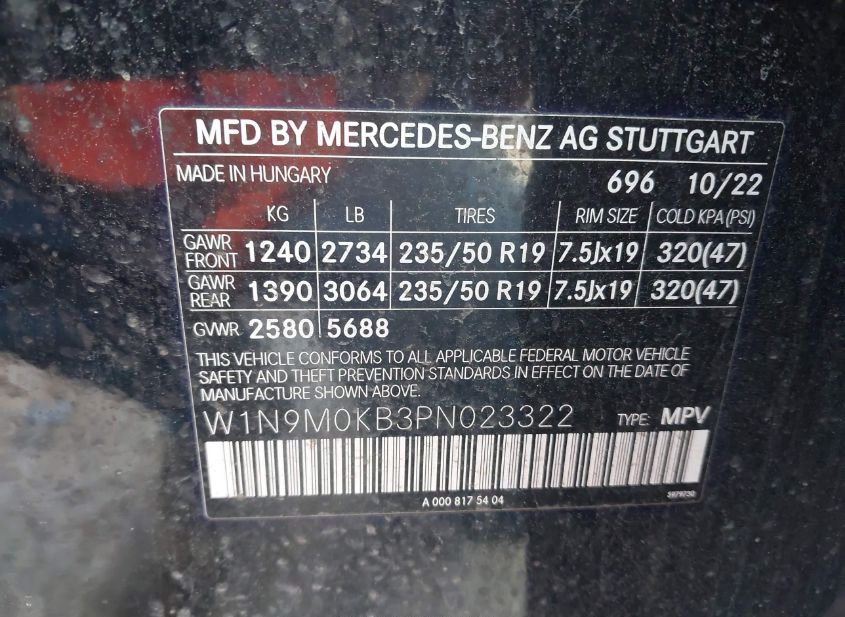 MFD BY MERCEDES-BENZ AG STUTTGART
MADE IN HUNGARY 696 10/22
KG LB TIRES RIM SIZE COLD KPA (PSI)
GAWR FRONT 1240 2734 235/50 R19 7.5Jx19 320(47)
GAWR REAR 1390 3064 235/50 R19 7.5Jx19 320(47)
GVWR 2580 5688
THIS VEHICLE CONFORMS TO ALL APPLICABLE FEDERAL MOTOR VEHICLE
SAFETY AND THEFT PREVENTION STANDARDS IN EFFECT ON THE DATE OF
MANUFACTURE SHOWN ABOVE.
W1N9M0KB3PN023322 TYPE: MPV
A 000 817 54 04 5979730